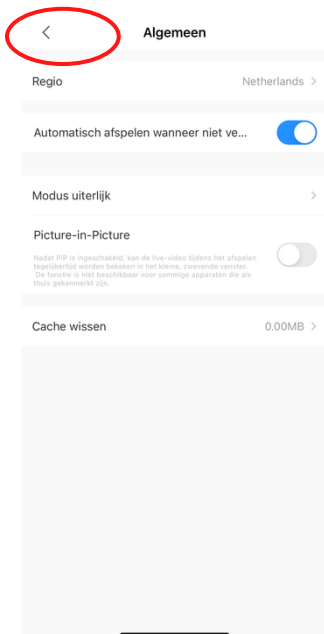 Algemeen
Regio
Netherlands
Automatisch afspelen wanneer niet ve...
Modus uiterlijk
Picture-in-Picture
Nadat PiP is ingeschakeld, kan de live-video tijdens het afspelen
tegelijkertijd worden bekeken in het kleine, zwevende venster.
De functie is niet beschikbaar voor sommige apparaten die als
thuis gekenmerkt zijn.
Cache wissen
0.00MB